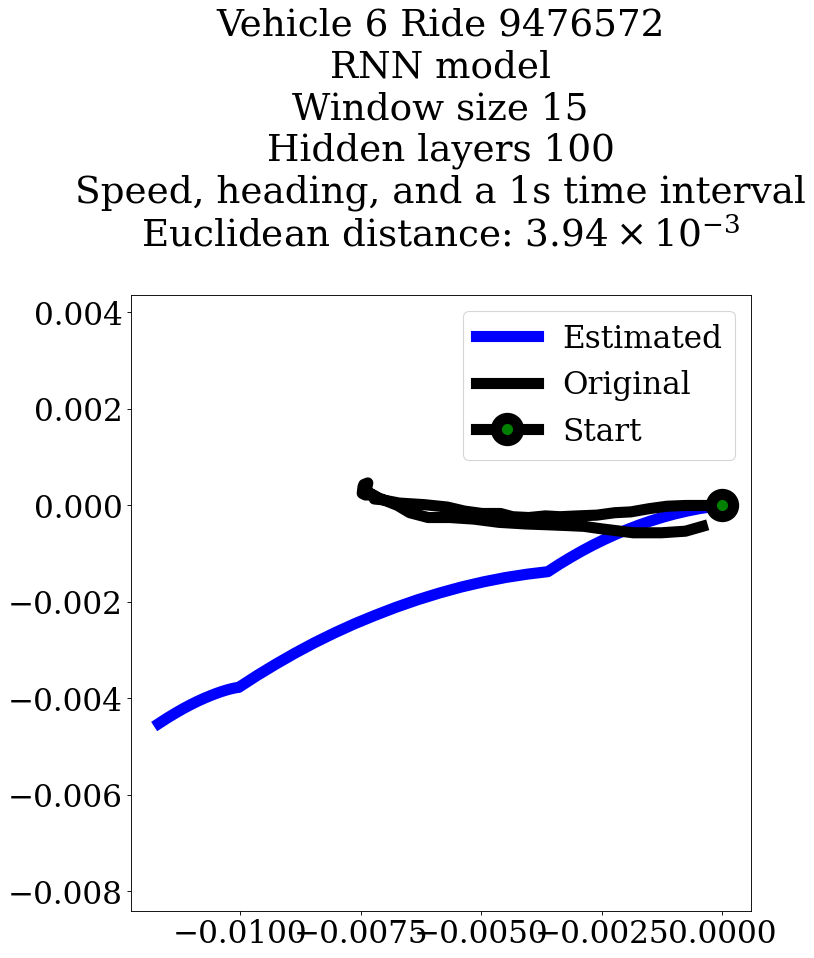 Vehicle 6 Ride 9476572
RNN model
Window size 15
Hidden layers 100
Speed, heading, and a 1s time interval
Euclidean distance: 3.94 × 10⁻³
Estimated
Original
Start
0.004
0.002
0.000
−0.002
−0.004
−0.006
−0.008
−0.0100 −0.0075 −0.0050 −0.0025 0.0000